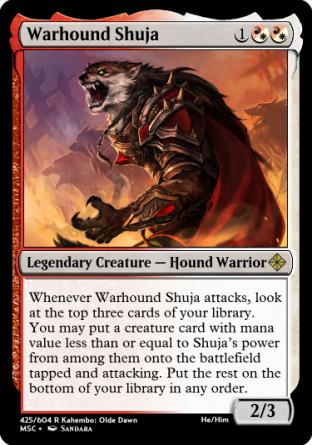 Warhound Shuja 1
Legendary Creature — Hound Warrior
Whenever Warhound Shuja attacks, look
at the top three cards of your library.
You may put a creature card with mana
value less than or equal to Shuja's power
from among them onto the battlefield
tapped and attacking. Put the rest on the
bottom of your library in any order.
2/3
425/604 R Kahembo: Olde Dawn He/Him
MSC • Sandara